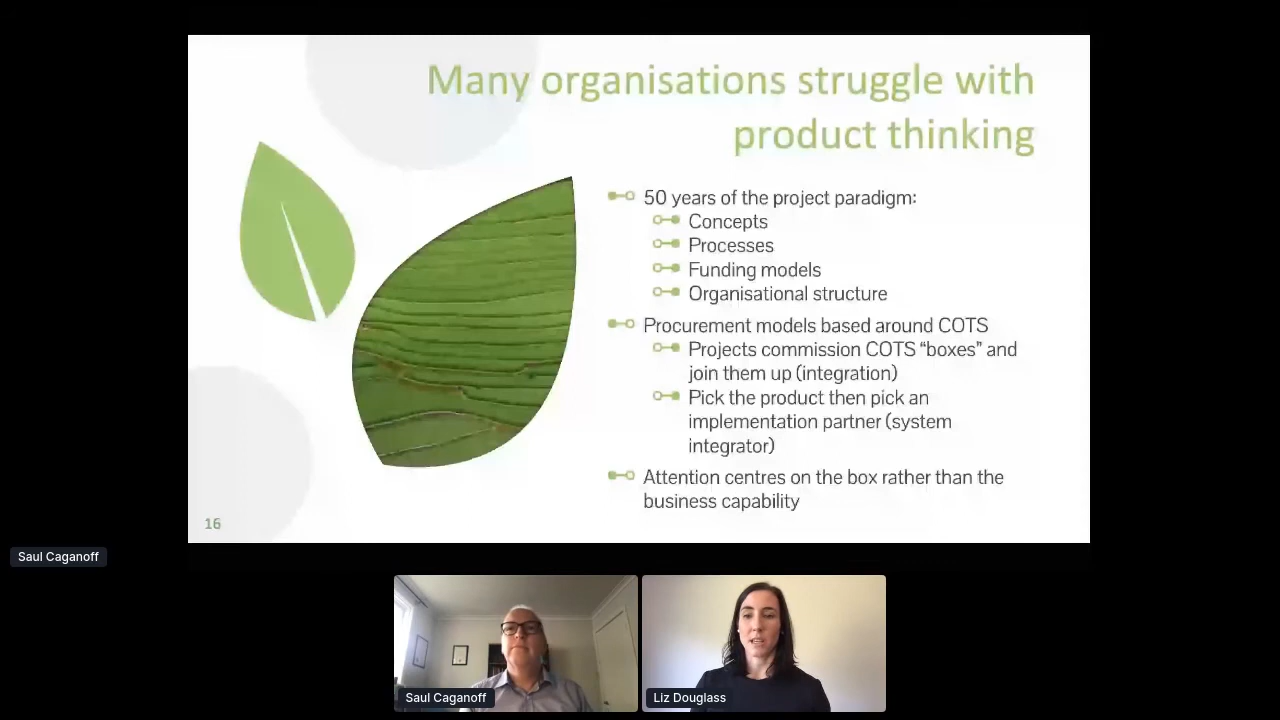 Many organisations struggle with
product thinking
50 years of the project paradigm:
Concepts
Processes
Funding models
Organisational structure
Procurement models based around COTS
Projects commission COTS “boxes” and
join them up (integration)
Pick the product then pick an
implementation partner (system
integrator)
Attention centres on the box rather than the
business capability
16
Saul Caganoff
Saul Caganoff
Liz Douglass